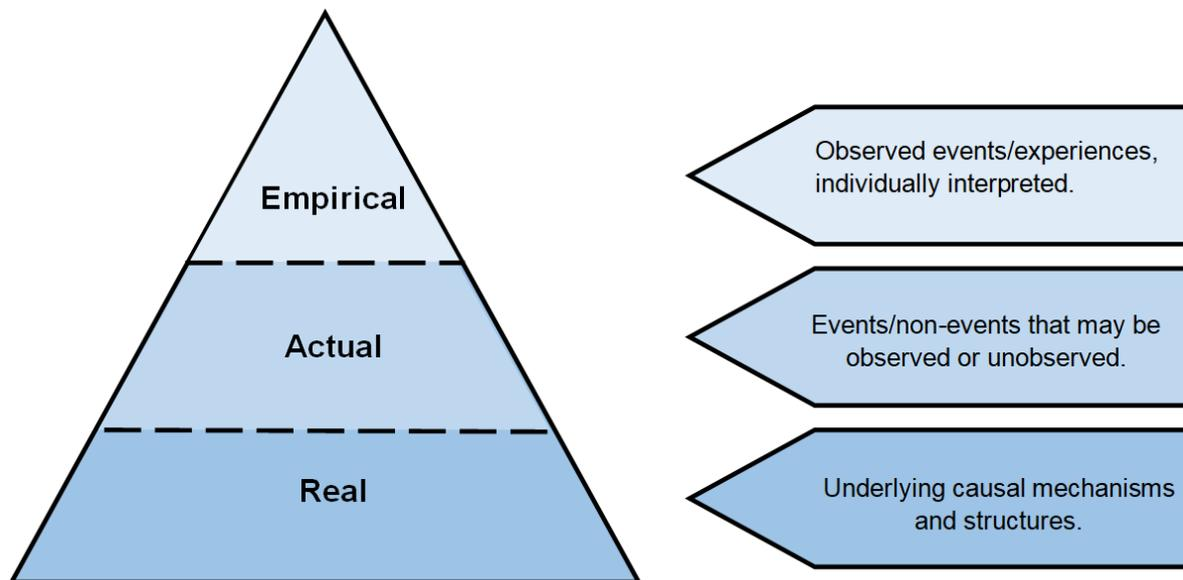 Empirical
Observed events/experiences,
individually interpreted.
Actual
Events/non-events that may be
observed or unobserved.
Real
Underlying causal mechanisms
and structures.